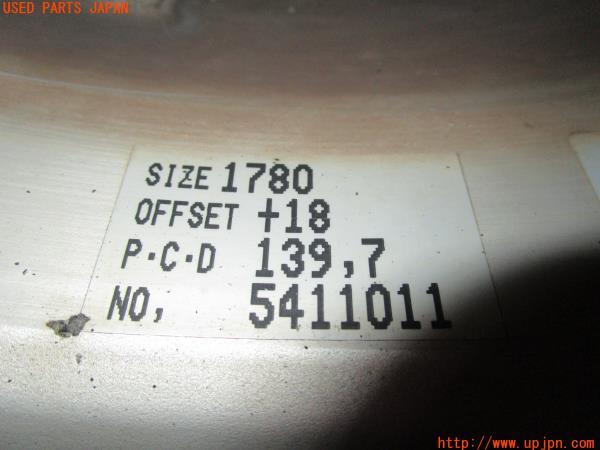 USED PARTS JAPAN
SIZE 1780
OFFSET +18
P·C·D 139,7
NO, 5411011
http://www.upjpn.com/